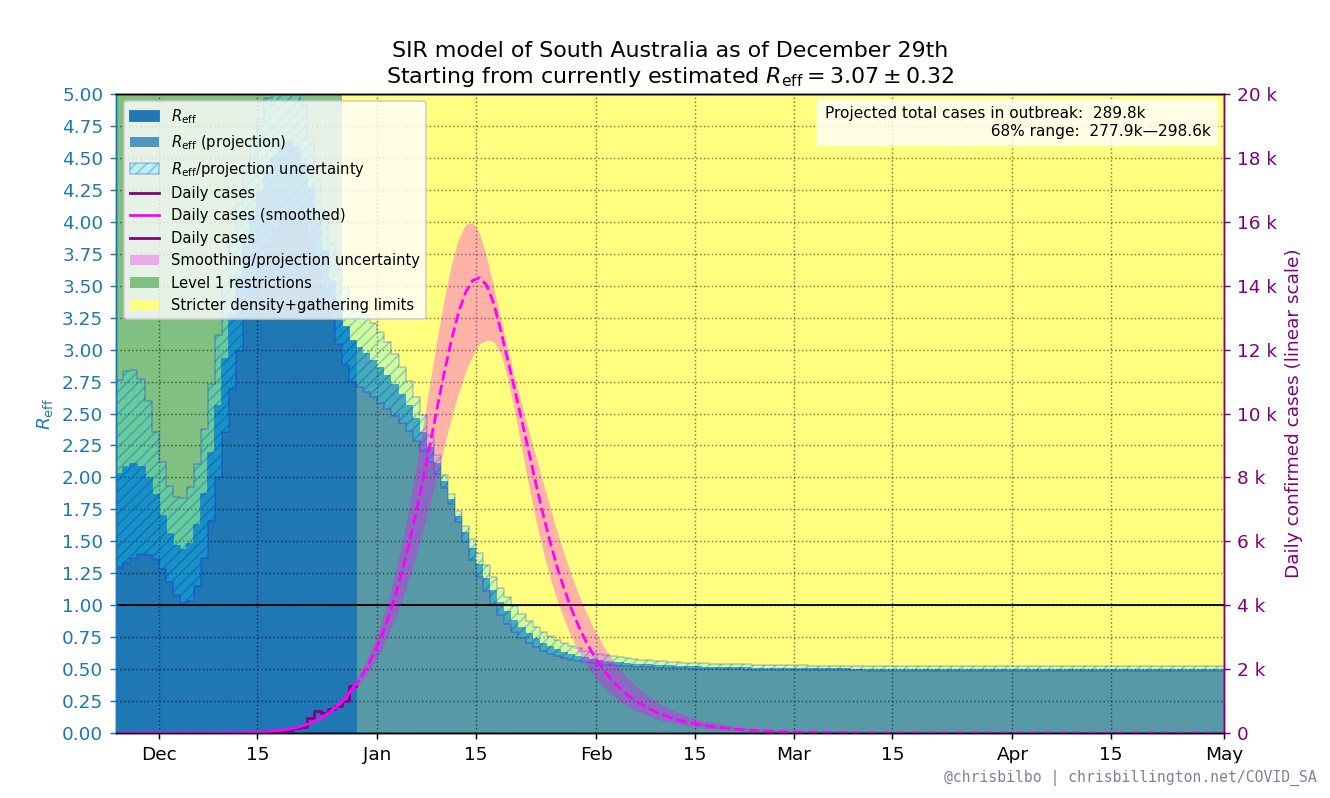 SIR model of South Australia as of December 29th
Starting from currently estimated Reff = 3.07 ± 0.32
5.00
4.75
4.50
4.25
4.00
3.75
3.50
3.25
3.00
2.75
2.50
2.25
2.00
1.75
1.50
1.25
1.00
0.75
0.50
0.25
0.00
Reff
Reff
Reff (projection)
Reff/projection uncertainty
Daily cases
Daily cases (smoothed)
Daily cases
Smoothing/projection uncertainty
Level 1 restrictions
Stricter density+gathering limits
Projected total cases in outbreak: 289.8k
68% range: 277.9k—298.6k
20 k
18 k
16 k
14 k
12 k
10 k
8 k
6 k
4 k
2 k
0
Daily confirmed cases (linear scale)
Dec 15 Jan 15 Feb 15 Mar 15 Apr 15 May
@chrisbilbo | chrisbillington.net/COVID_SA